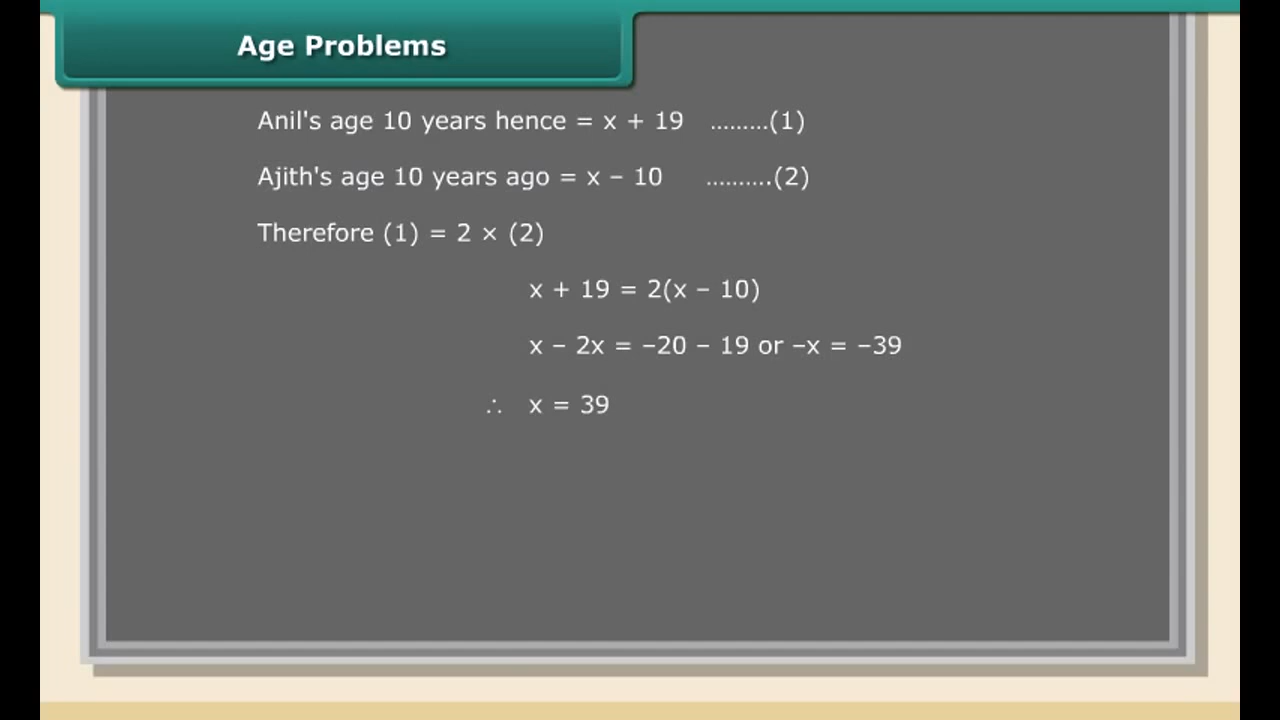 Age Problems
Anil's age 10 years hence = x + 19 .........(1)
Ajith's age 10 years ago = x – 10 ..........(2)
Therefore (1) = 2 × (2)
x + 19 = 2(x – 10)
x – 2x = –20 – 19 or –x = –39
∴ x = 39